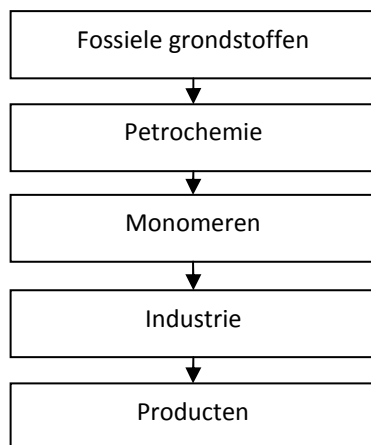 Fossiele grondstoffen
Petrochemie
Monomeren
Industrie
Producten